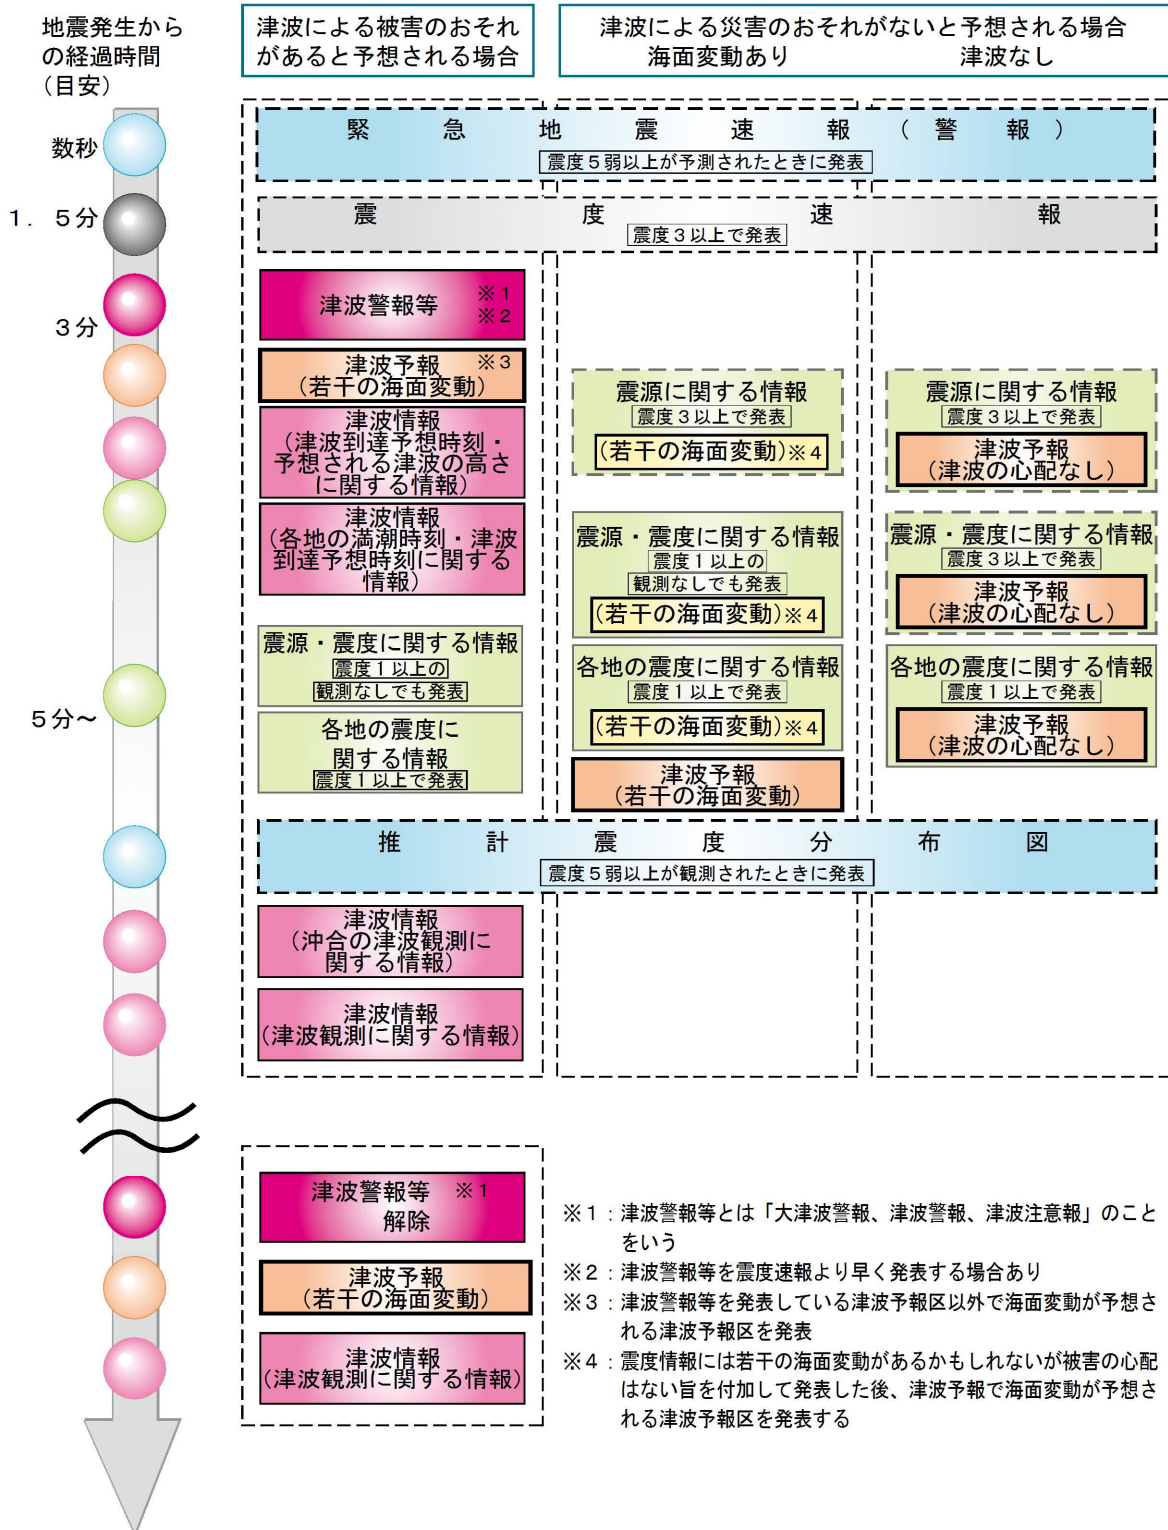 地震発生から
の経過時間
(目安)
津波による被害のおそれ
があると予想される場合
津波による災害のおそれがないと予想される場合
海面変動あり 津波なし
数秒
緊急地震速報(警報)
震度5弱以上が予測されたときに発表
1.5分
震度速報
震度3以上で発表
3分
津波警報等 ※1
※2
津波予報 ※3
(若干の海面変動)
津波情報
(津波到達予想時刻・
予想される津波の高さ
に関する情報)
津波情報
(各地の満潮時刻・津波
到達予想時刻に関する
情報)
震源・震度に関する情報
震度1以上の
観測なしでも発表
5分~
各地の震度に
関する情報
震度1以上で発表
震源に関する情報
震度3以上で発表
(若干の海面変動)※4
震源・震度に関する情報
震度1以上の
観測なしでも発表
(若干の海面変動)※4
各地の震度に関する情報
震度1以上で発表
(若干の海面変動)※4
津波予報
(若干の海面変動)
震源に関する情報
震度3以上で発表
津波予報
(津波の心配なし)
震源・震度に関する情報
震度3以上で発表
津波予報
(津波の心配なし)
各地の震度に関する情報
震度1以上で発表
津波予報
(津波の心配なし)
推計震度分布図
震度5弱以上が観測されたときに発表
津波情報
(沖合の津波観測に
関する情報)
津波情報
(津波観測に関する情報)
津波警報等 ※1
解除
津波予報
(若干の海面変動)
津波情報
(津波観測に関する情報)
※1:津波警報等とは「大津波警報、津波警報、津波注意報」のこと
をいう
※2:津波警報等を震度速報より早く発表する場合あり
※3:津波警報等を発表している津波予報区以外で海面変動が予想さ
れる津波予報区を発表
※4:震度情報には若干の海面変動があるかもしれないが被害の心配
はない旨を付加して発表した後、津波予報で海面変動が予想さ
れる津波予報区を発表する